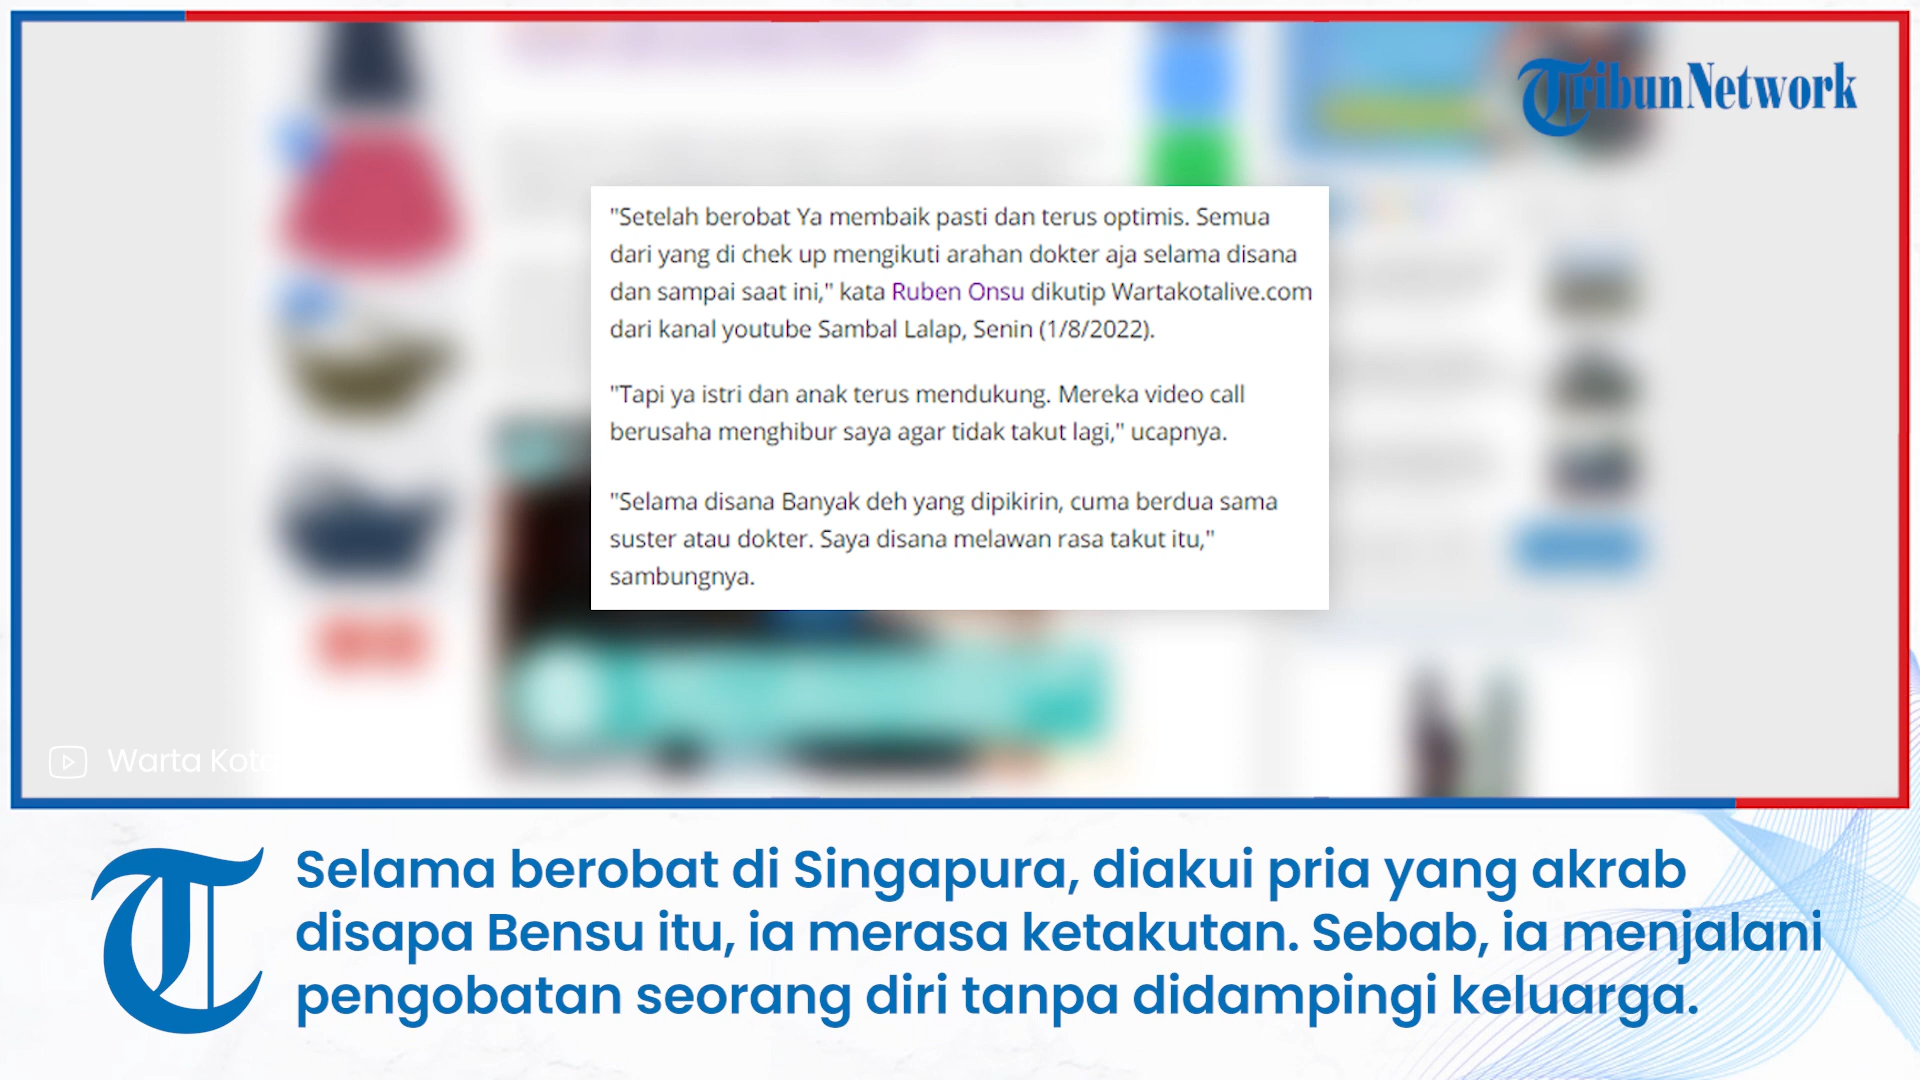 TribunNetwork
"Setelah berobat Ya membaik pasti dan terus optimis. Semua
dari yang di chek up mengikuti arahan dokter aja selama disana
dan sampai saat ini," kata Ruben Onsu dikutip Wartakotalive.com
dari kanal youtube Sambal Lalap, Senin (1/8/2022).
"Tapi ya istri dan anak terus mendukung. Mereka video call
berusaha menghibur saya agar tidak takut lagi," ucapnya.
"Selama disana Banyak deh yang dipikirin, cuma berdua sama
suster atau dokter. Saya disana melawan rasa takut itu,"
sambungnya.
Warta Kota
Selama berobat di Singapura, diakui pria yang akrab
disapa Bensu itu, ia merasa ketakutan. Sebab, ia menjalani
pengobatan seorang diri tanpa didampingi keluarga.